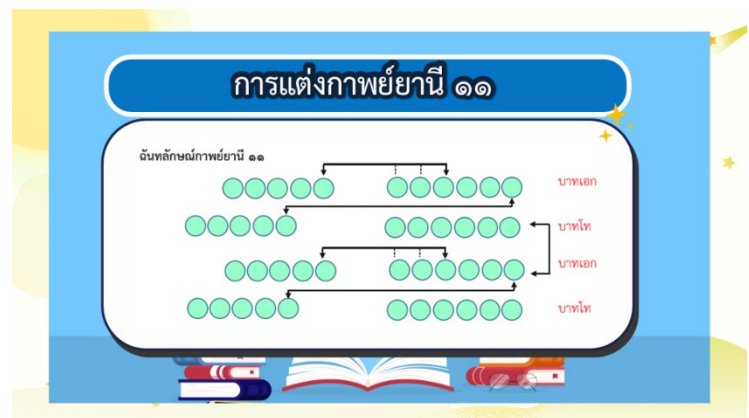 การแต่งกาพย์ยานี ๑๑
ฉันทลักษณ์กาพย์ยานี ๑๑
บาทเอก
บาทโท
บาทเอก
บาทโท